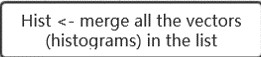 Hist <- merge all the vectors
(histograms) in the list